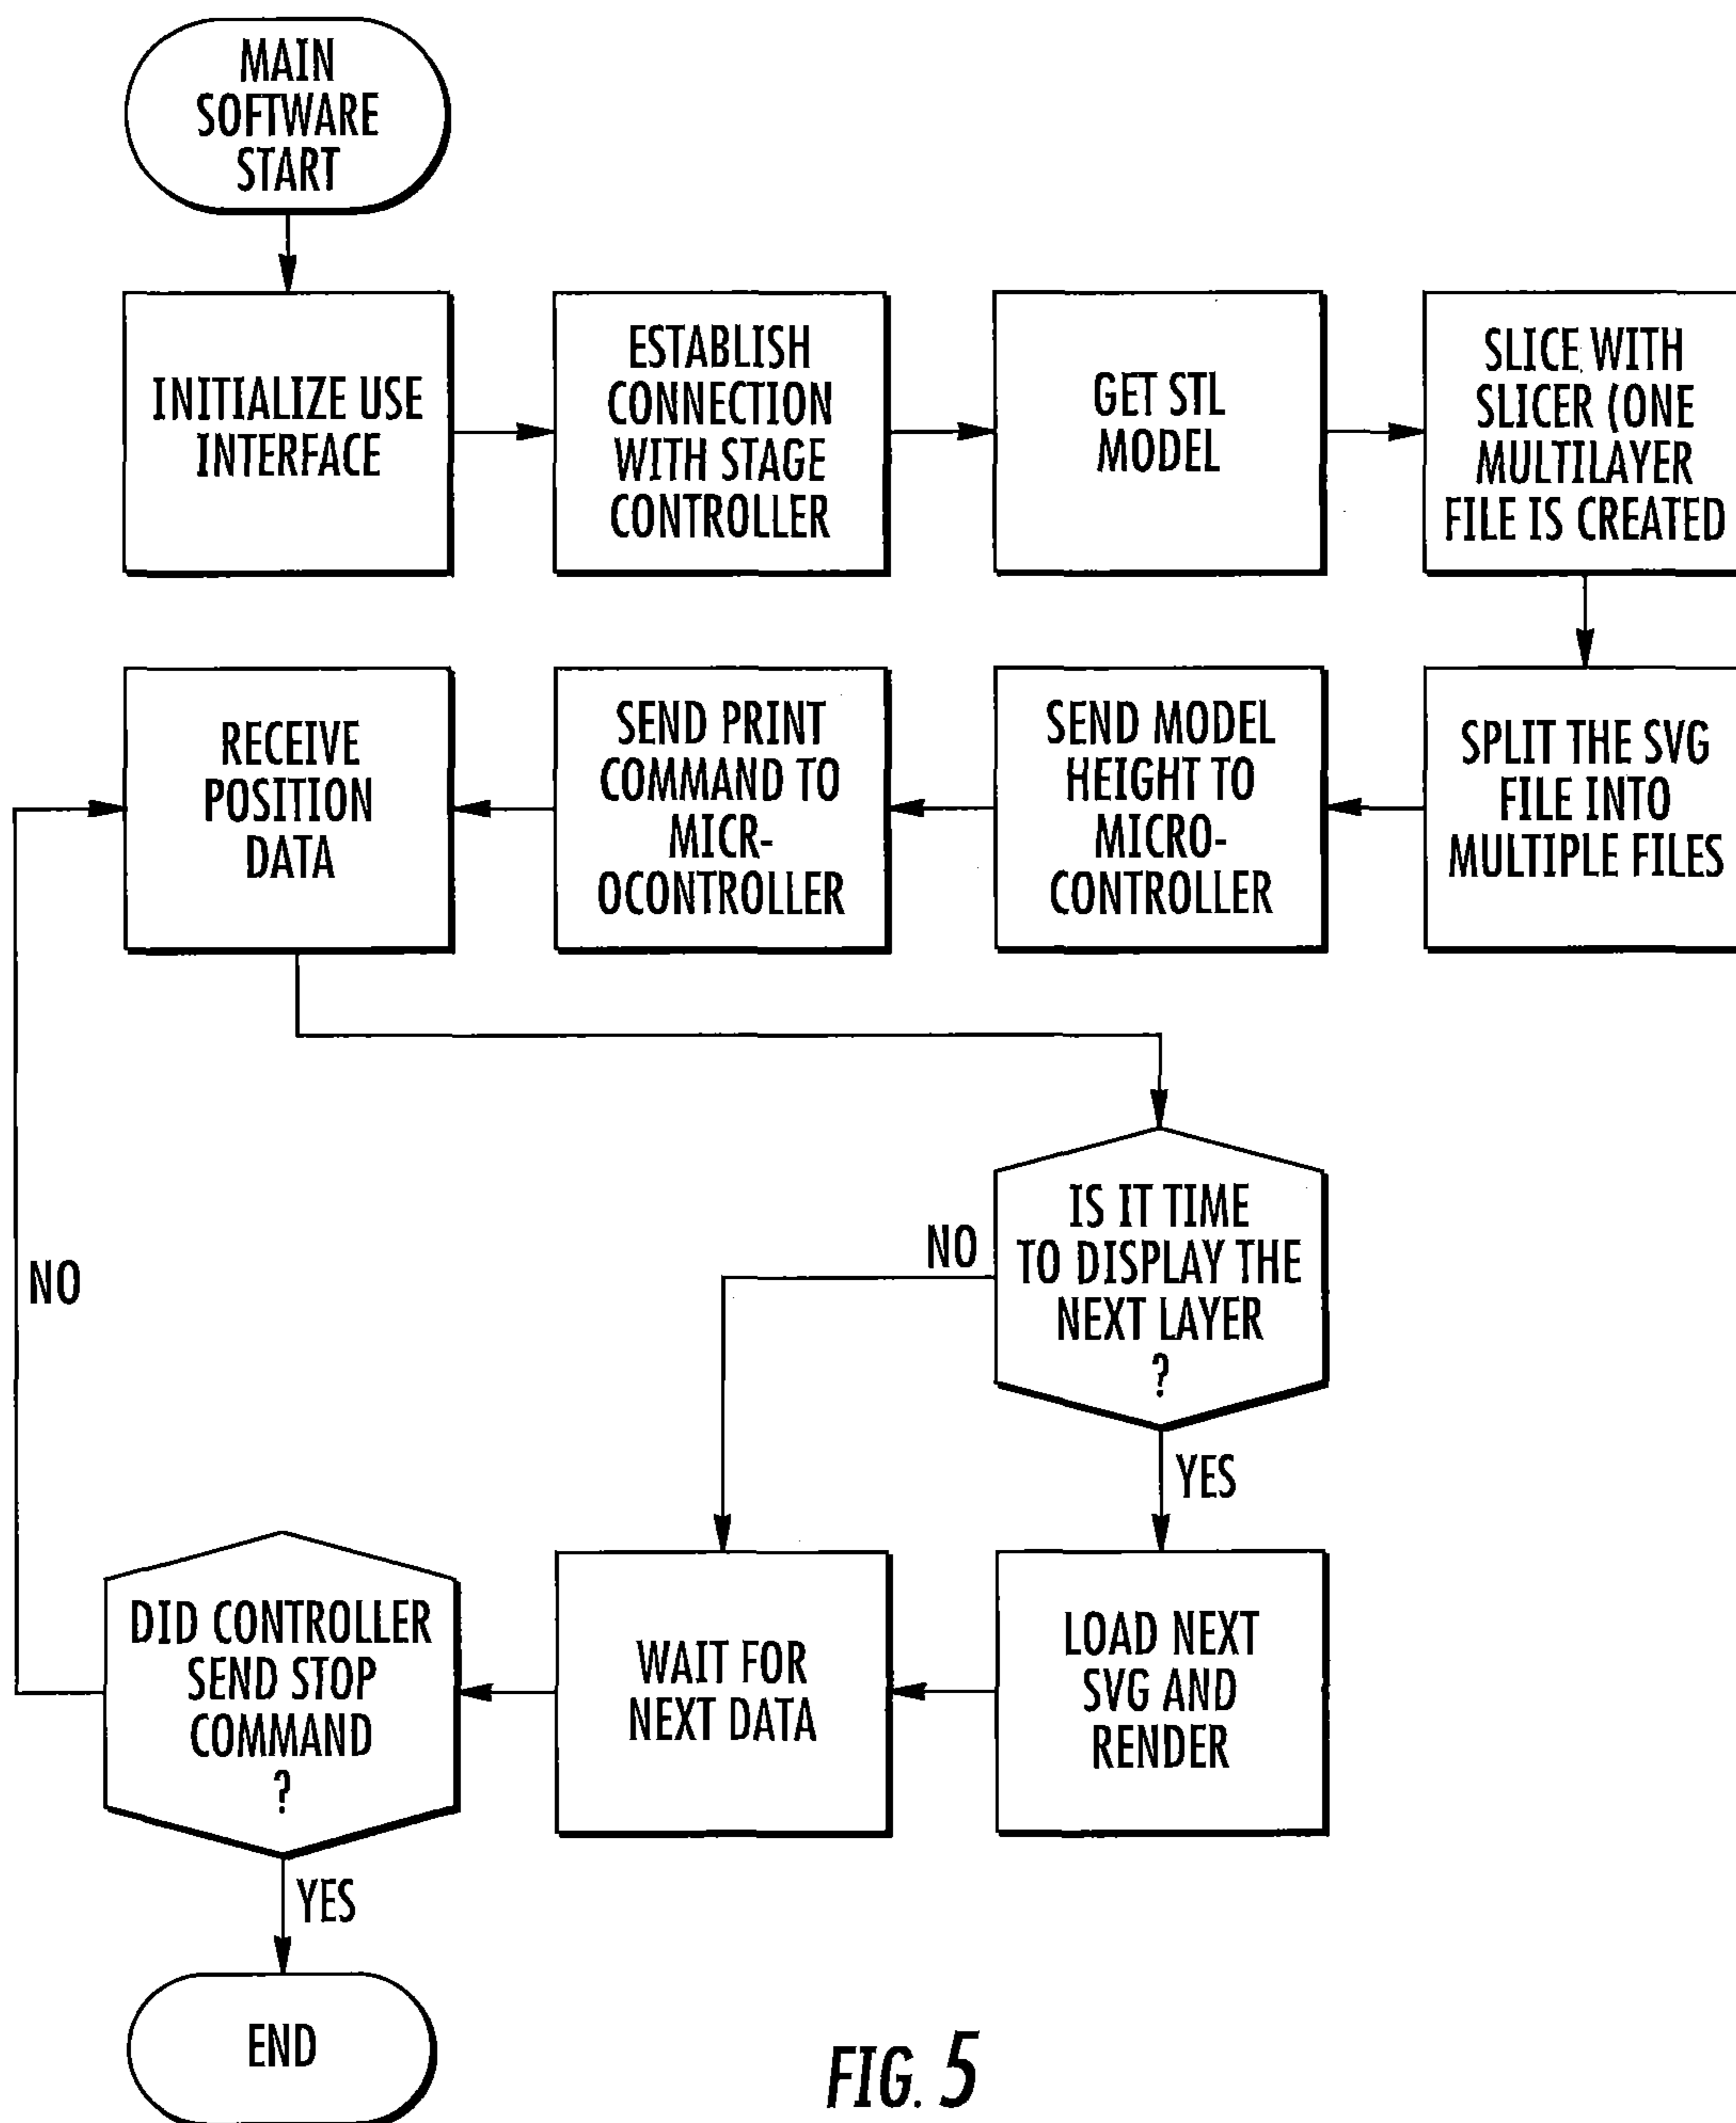 MAIN
SOFTWARE
START
INITIALIZE USE
INTERFACE
ESTABLISH
CONNECTION
WITH STAGE
CONTROLLER
GET STL
MODEL
SLICE WITH
SLICER (ONE
MULTILAYER
FILE IS CREATED
SPLIT THE SVG
FILE INTO
MULTIPLE FILES
SEND MODEL
HEIGHT TO
MICRO-
CONTROLLER
SEND PRINT
COMMAND TO
MICR-
OCONTROLLER
RECEIVE
POSITION
DATA
IS IT TIME
TO DISPLAY THE
NEXT LAYER
?
NO
YES
LOAD NEXT
SVG AND
RENDER
WAIT FOR
NEXT DATA
DID CONTROLLER
SEND STOP
COMMAND
?
NO
YES
END
FIG. 5